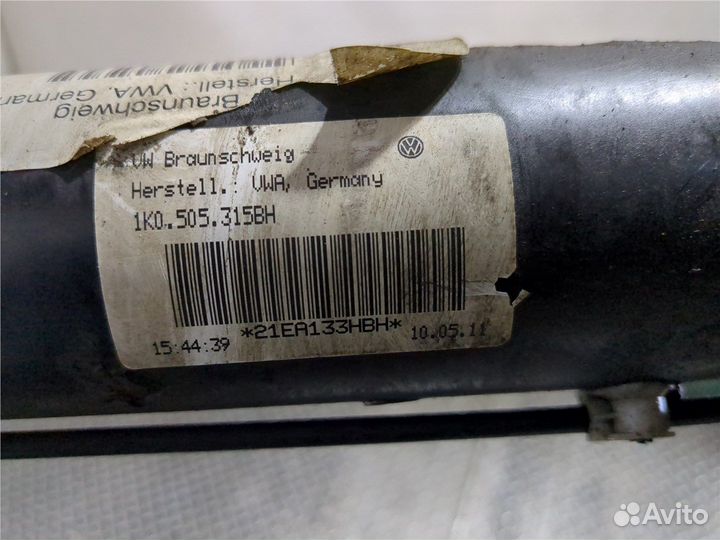 Braunschweig
Herstell.: VWA, German
VW Braunschweig
Herstell.: VWA, Germany
1K0.505.315BH
*21EA133HBH*
15:44:39
10.05.11
Avito